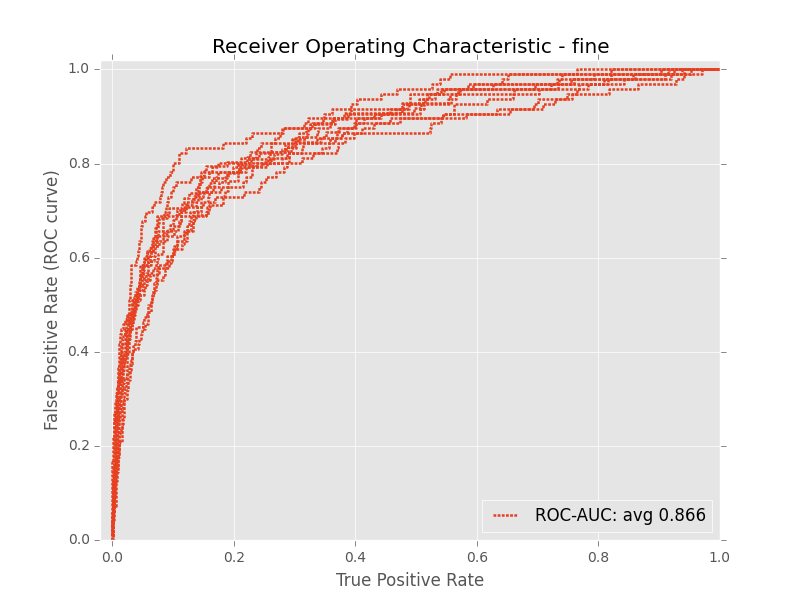 Receiver Operating Characteristic - fine
1.0
0.8
0.6
0.4
0.2
0.0
False Positive Rate (ROC curve)
ROC-AUC: avg 0.866
0.0 0.2 0.4 0.6 0.8 1.0
True Positive Rate